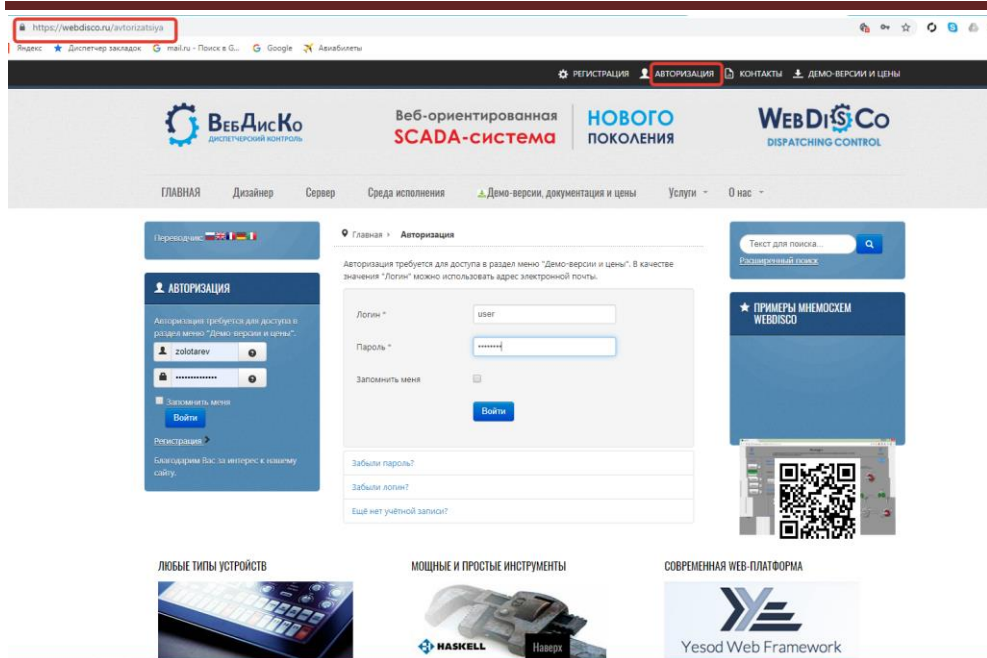 https://webdisco.ru/avtorizatsiya
Яндекс Диспетчер закладок mail.ru - Поиск в G... Google Авиабилеты
РЕГИСТРАЦИЯ АВТОРИЗАЦИЯ КОНТАКТЫ ДЕМО-ВЕРСИИ И ЦЕНЫ
ВЕБДИСКО
ДИСПЕТЧЕРСКИЙ КОНТРОЛЬ
Веб-ориентированная
SCADA-система
НОВОГО
ПОКОЛЕНИЯ
WEBDISCO
DISPATCHING CONTROL
ГЛАВНАЯ Дизайнер Сервер Среда исполнения Демо-версии, документация и цены Услуги О нас
Переводчик:
АВТОРИЗАЦИЯ
Авторизация требуется для доступа в
раздел меню "Демо-версии и цены".
zolotarev
••••••••••••••
Запомнить меня
Войти
Регистрация
Благодарим Вас за интерес к нашему
сайту.
Главная › Авторизация
Авторизация требуется для доступа в раздел меню "Демо-версии и цены". В качестве
значения "Логин" можно использовать адрес электронной почты.
Логин * user
Пароль * ••••••••
Запомнить меня
Войти
Забыли пароль?
Забыли логин?
Ещё нет учётной записи?
Текст для поиска...
Расширенный поиск
ПРИМЕРЫ МНЕМОСХЕМ
WEBDISCO
ЛЮБЫЕ ТИПЫ УСТРОЙСТВ
МОЩНЫЕ И ПРОСТЫЕ ИНСТРУМЕНТЫ
HASKELL
Наверх
СОВРЕМЕННАЯ WEB-ПЛАТФОРМА
Yesod Web Framework